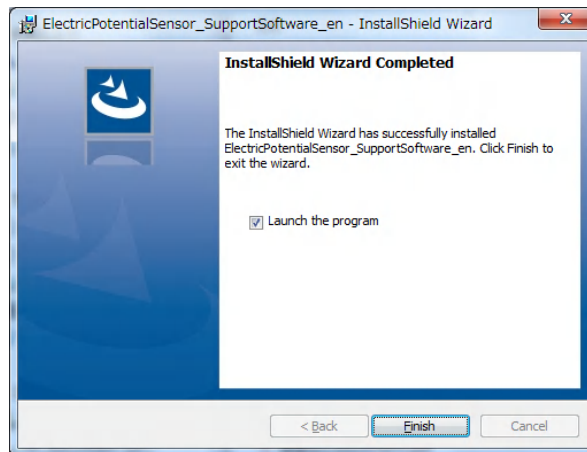 ElectricPotentialSensor_SupportSoftware_en - InstallShield Wizard
InstallShield Wizard Completed
The InstallShield Wizard has successfully installed
ElectricPotentialSensor_SupportSoftware_en. Click Finish to
exit the wizard.
Launch the program
< Back
Finish
Cancel